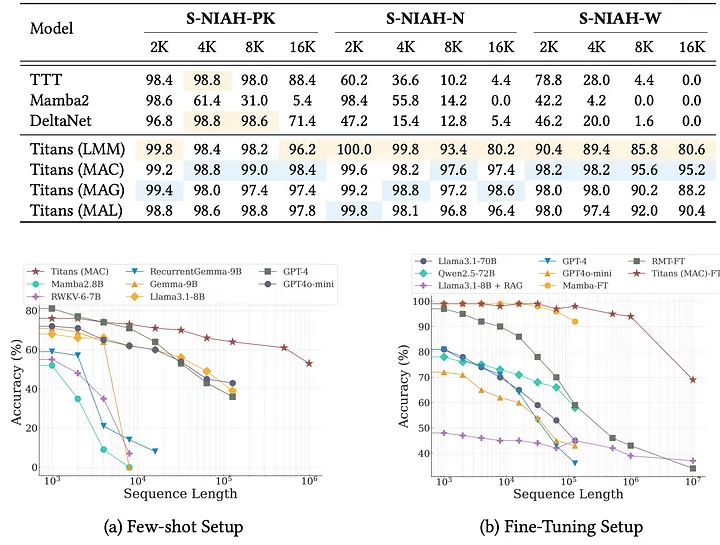 Model S-NIAH-PK S-NIAH-N S-NIAH-W
2K 4K 8K 16K 2K 4K 8K 16K 2K 4K 8K 16K
TTT 98.4 98.8 98.0 88.4 60.2 36.6 10.2 4.4 78.8 28.0 4.4 0.0
Mamba2 98.6 61.4 31.0 5.4 98.4 55.8 14.2 0.0 42.2 4.2 0.0 0.0
DeltaNet 96.8 98.8 98.6 71.4 47.2 15.4 12.8 5.4 46.2 20.0 1.6 0.0
Titans (LMM) 99.8 98.4 98.2 96.2 100.0 99.8 93.4 80.2 90.4 89.4 85.8 80.6
Titans (MAC) 99.2 98.8 99.0 98.4 99.6 98.2 97.6 97.4 98.2 98.2 95.6 95.2
Titans (MAG) 99.4 98.0 97.4 97.4 99.2 98.8 97.2 98.6 98.0 98.0 90.2 88.2
Titans (MAL) 98.8 98.6 98.8 97.8 99.8 98.1 96.8 96.4 98.0 97.4 92.0 90.4
Titans (MAC) RecurrentGemma-9B GPT-4
Mamba2.8B Gemma-9B GPT4o-mini
RWKV-6-7B Llama3.1-8B
80
60
40
20
0
Accuracy (%)
10³ 10⁴ 10⁵ 10⁶
Sequence Length
(a) Few-shot Setup
Llama3.1-70B GPT-4 RMT-FT
Qwen2.5-72B GPT4o-mini Titans (MAC)-FT
Llama3.1-8B + RAG Mamba-FT
100
90
80
70
60
50
40
Accuracy (%)
10³ 10⁴ 10⁵ 10⁶ 10⁷
Sequence Length
(b) Fine-Tuning Setup